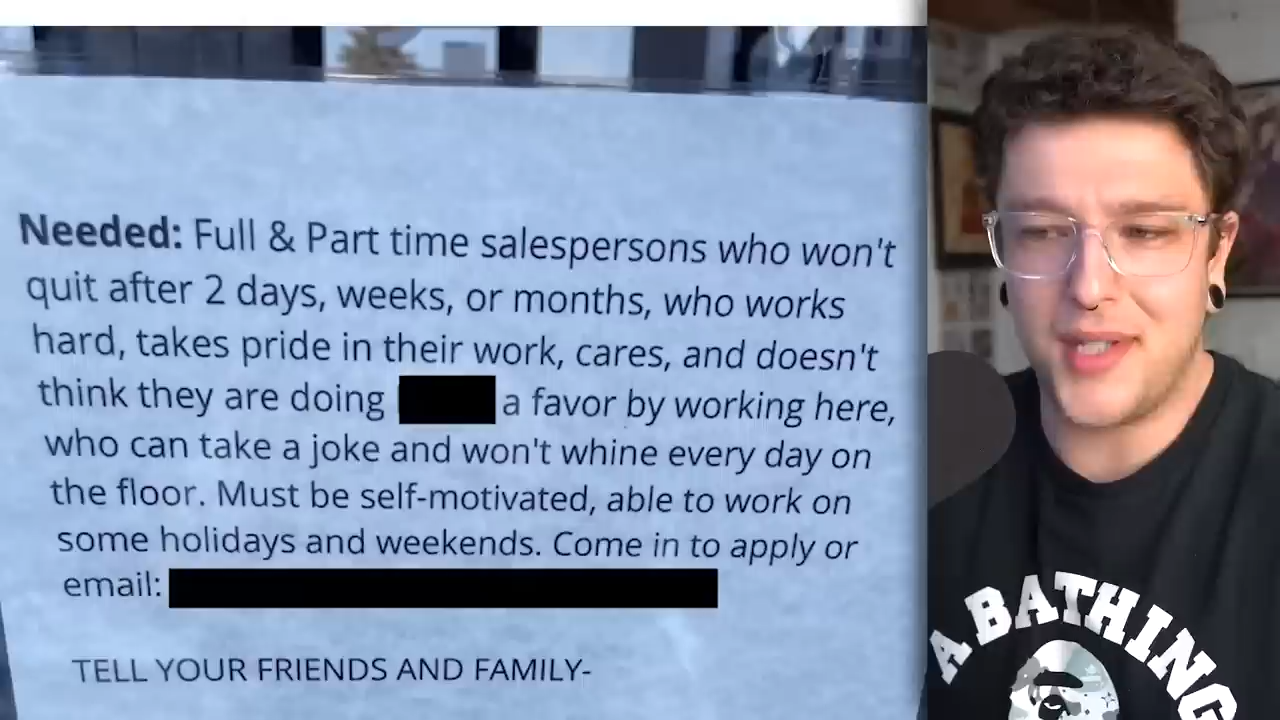 Needed: Full & Part time salespersons who won't
quit after 2 days, weeks, or months, who works
hard, takes pride in their work, cares, and doesn't
think they are doing a favor by working here,
who can take a joke and won't whine every day on
the floor. Must be self-motivated, able to work on
some holidays and weekends. Come in to apply or
email:
TELL YOUR FRIENDS AND FAMILY-
A BATHING